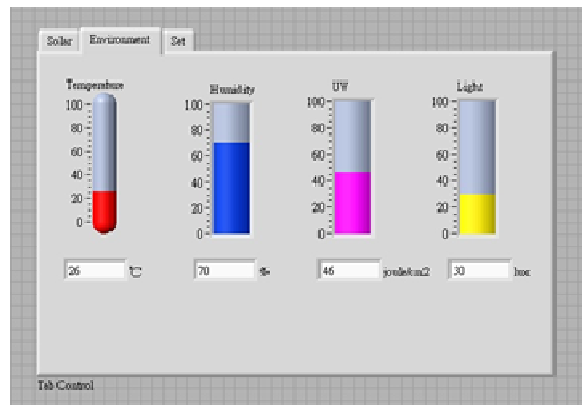 Solar Environment Set
Temperature Humidity UV Light
100 100 100 100
80 80 80 80
60 60 60 60
40 40 40 40
20 20 20 20
0 0 0 0
26 ℃ 70 % 46 joule/cm2 30 lux
Tab Control